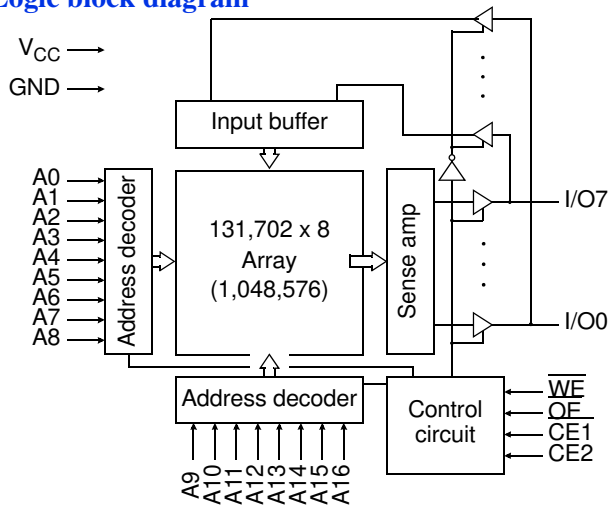 Logic block diagram
VCC
GND
Input buffer
A0
A1
A2
A3
A4
A5
A6
A7
A8
Address decoder
131,702 x 8
Array
(1,048,576)
Sense amp
I/O7
I/O0
Address decoder
A9
A10
A11
A12
A13
A14
A15
A16
Control
circuit
WE
OE
CE1
CE2